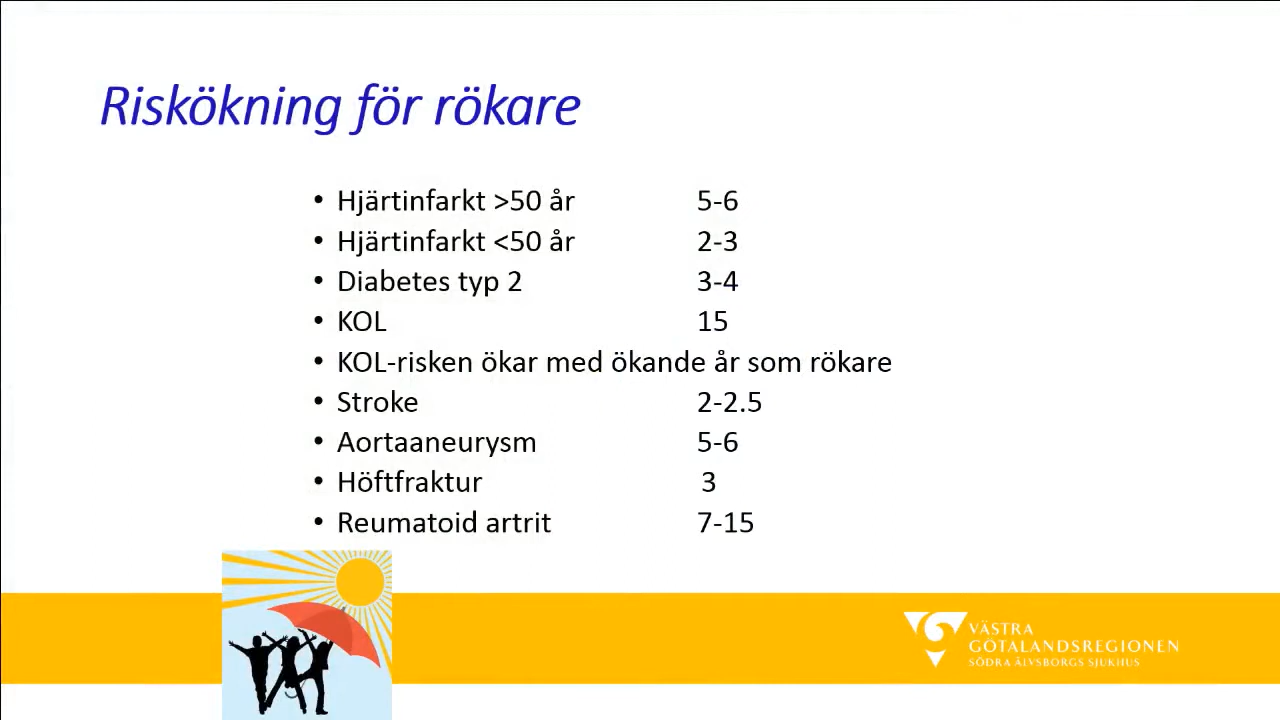 Riskökning för rökare
• Hjärtinfarkt >50 år 5-6
• Hjärtinfarkt <50 år 2-3
• Diabetes typ 2 3-4
• KOL 15
• KOL-risken ökar med ökande år som rökare
• Stroke 2-2.5
• Aortaaneurysm 5-6
• Höftfraktur 3
• Reumatoid artrit 7-15
VÄSTRA
GÖTALANDSREGIONEN
SÖDRA ÄLVSBORGS SJUKHUS